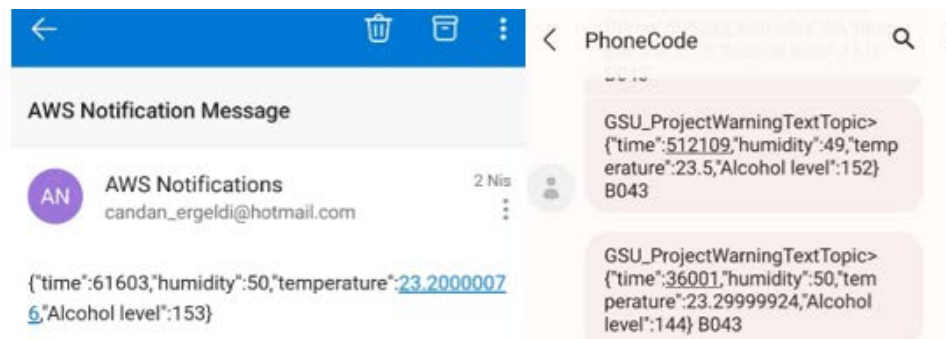 AWS Notification Message
AN
AWS Notifications
2 Nis
candan_ergeldi@hotmail.com
{"time":61603,"humidity":50,"temperature":23.2000007
6,"Alcohol level":153}
PhoneCode
GSU_ProjectWarningTextTopic>
{"time":512109,"humidity":49,"temp
erature":23.5,"Alcohol level":152}
B043
GSU_ProjectWarningTextTopic>
{"time":36001,"humidity":50,"tem
perature":23.29999924,"Alcohol
level":144} B043